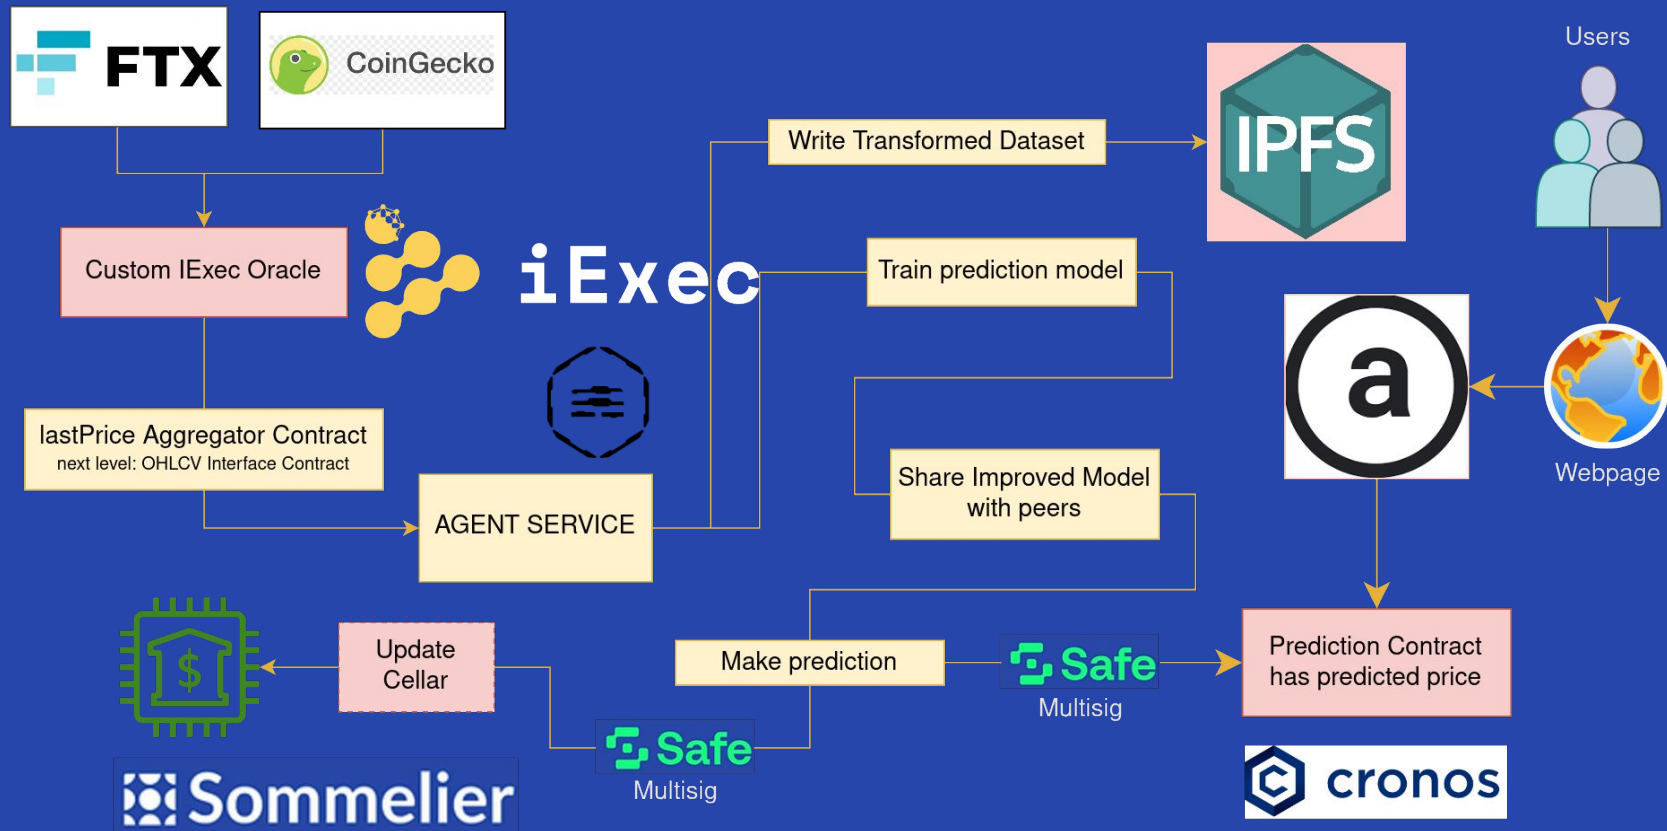 FTX
CoinGecko
Users
IPFS
Write Transformed Dataset
Custom IExec Oracle
iExec
Train prediction model
a
lastPrice Aggregator Contract
next level: OHLCV Interface Contract
Webpage
AGENT SERVICE
Share Improved Model
with peers
Update
Cellar
$
Make prediction
Safe
Multisig
Prediction Contract
has predicted price
Safe
Multisig
Sommelier
C cronos